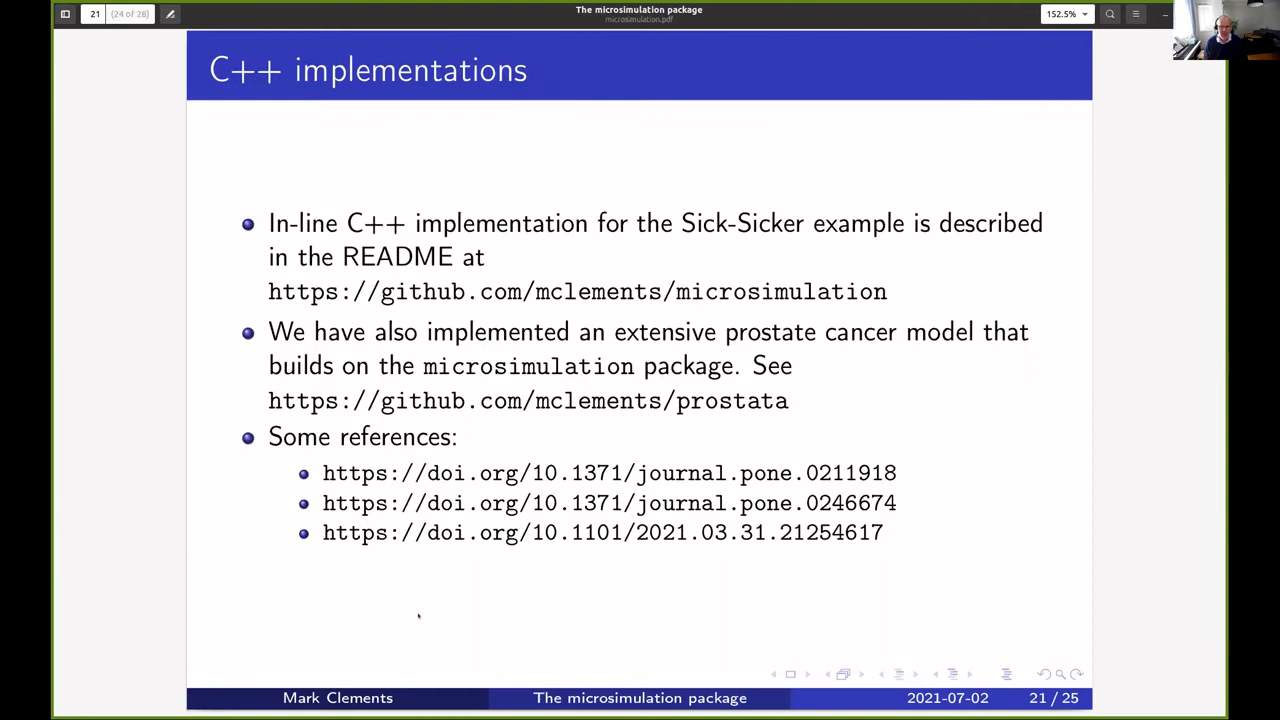 21 (24 of 28) The microsimulation package 152.5%
microsimulation.pdf
C++ implementations
In-line C++ implementation for the Sick-Sicker example is described
in the README at
https://github.com/mclements/microsimulation
We have also implemented an extensive prostate cancer model that
builds on the microsimulation package. See
https://github.com/mclements/prostata
Some references:
https://doi.org/10.1371/journal.pone.0211918
https://doi.org/10.1371/journal.pone.0246674
https://doi.org/10.1101/2021.03.31.21254617
Mark Clements The microsimulation package 2021-07-02 21 / 25